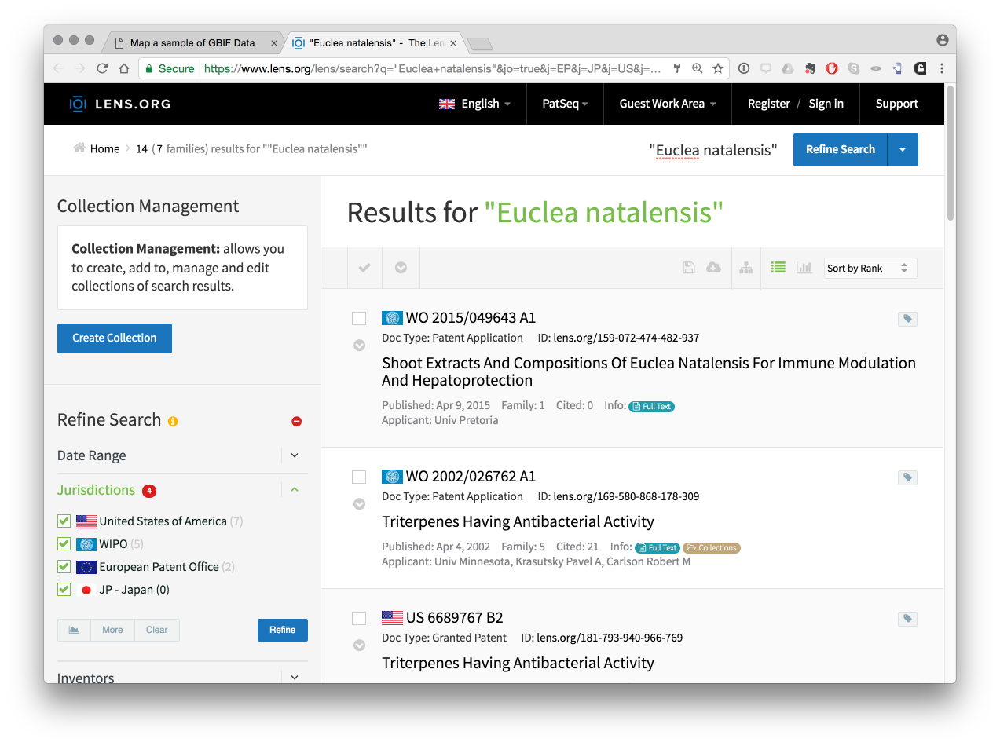 Map a sample of GBIF Data
"Euclea natalensis" - The Len
Secure
https://www.lens.org/lens/search?q="Euclea+natalensis"&jo=true&j=EP&j=JP&j=US&j=...
LENS.ORG
English
PatSeq
Guest Work Area
Register / Sign in
Support
Home
14 ( 7 families) results for ""Euclea natalensis""
"Euclea natalensis"
Refine Search
Collection Management
Collection Management: allows you
to create, add to, manage and edit
collections of search results.
Create Collection
Refine Search
Date Range
Jurisdictions 4
United States of America (7)
WIPO (5)
European Patent Office (2)
JP - Japan (0)
More
Clear
Refine
Inventors
Results for "Euclea natalensis"
Sort by Rank
WO 2015/049643 A1
Doc Type: Patent Application ID: lens.org/159-072-474-482-937
Shoot Extracts And Compositions Of Euclea Natalensis For Immune Modulation
And Hepatoprotection
Published: Apr 9, 2015 Family: 1 Cited: 0 Info: Full Text
Applicant: Univ Pretoria
WO 2002/026762 A1
Doc Type: Patent Application ID: lens.org/169-580-868-178-309
Triterpenes Having Antibacterial Activity
Published: Apr 4, 2002 Family: 5 Cited: 21 Info: Full Text Collections
Applicant: Univ Minnesota, Krasutsky Pavel A, Carlson Robert M
US 6689767 B2
Doc Type: Granted Patent ID: lens.org/181-793-940-966-769
Triterpenes Having Antibacterial Activity